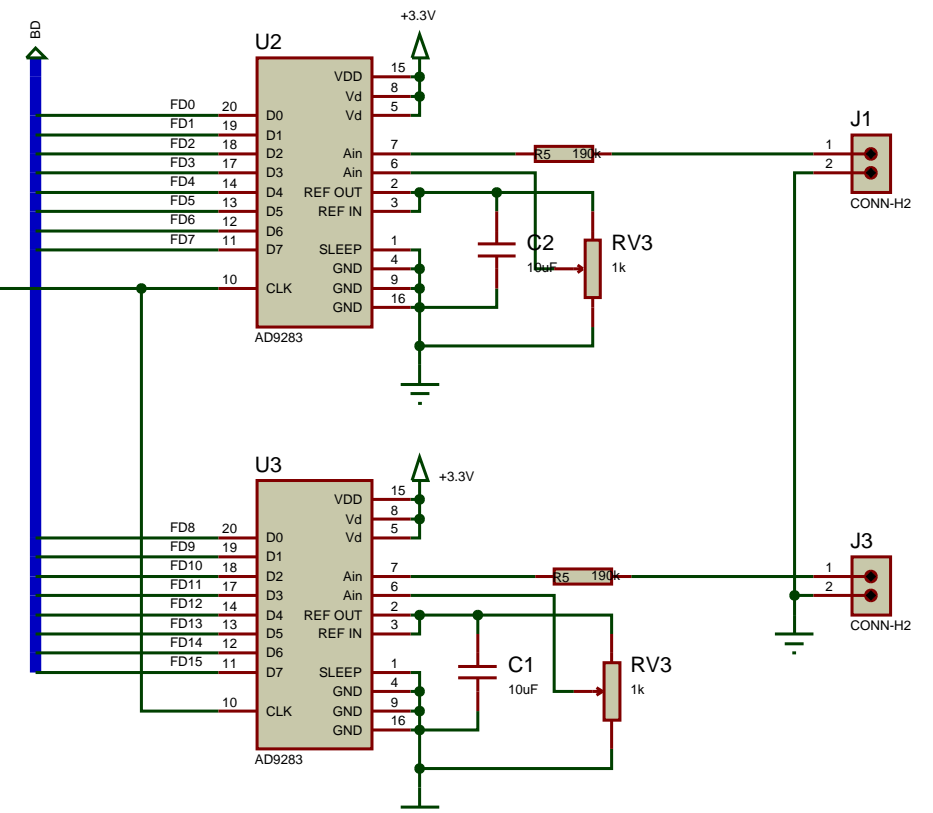 BD
+3.3V
U2
VDD 15
Vd 8
FD0 20 D0 Vd 5
FD1 19 D1
FD2 18 D2 Ain 7 R5 190k
FD3 17 D3 Ain 6
FD4 14 D4 REF OUT 2
FD5 13 D5 REF IN 3
FD6 12 D6
FD7 11 D7 SLEEP 1
GND 4
10 CLK GND 9
GND 16
AD9283
C2
10uF
RV3
1k
J1
1
2
CONN-H2
U3
+3.3V
VDD 15
Vd 8
FD8 20 D0 Vd 5
FD9 19 D1
FD10 18 D2 Ain 7 R5 190k
FD11 17 D3 Ain 6
FD12 14 D4 REF OUT 2
FD13 13 D5 REF IN 3
FD14 12 D6
FD15 11 D7 SLEEP 1
GND 4
10 CLK GND 9
GND 16
AD9283
C1
10uF
RV3
1k
J3
1
2
CONN-H2